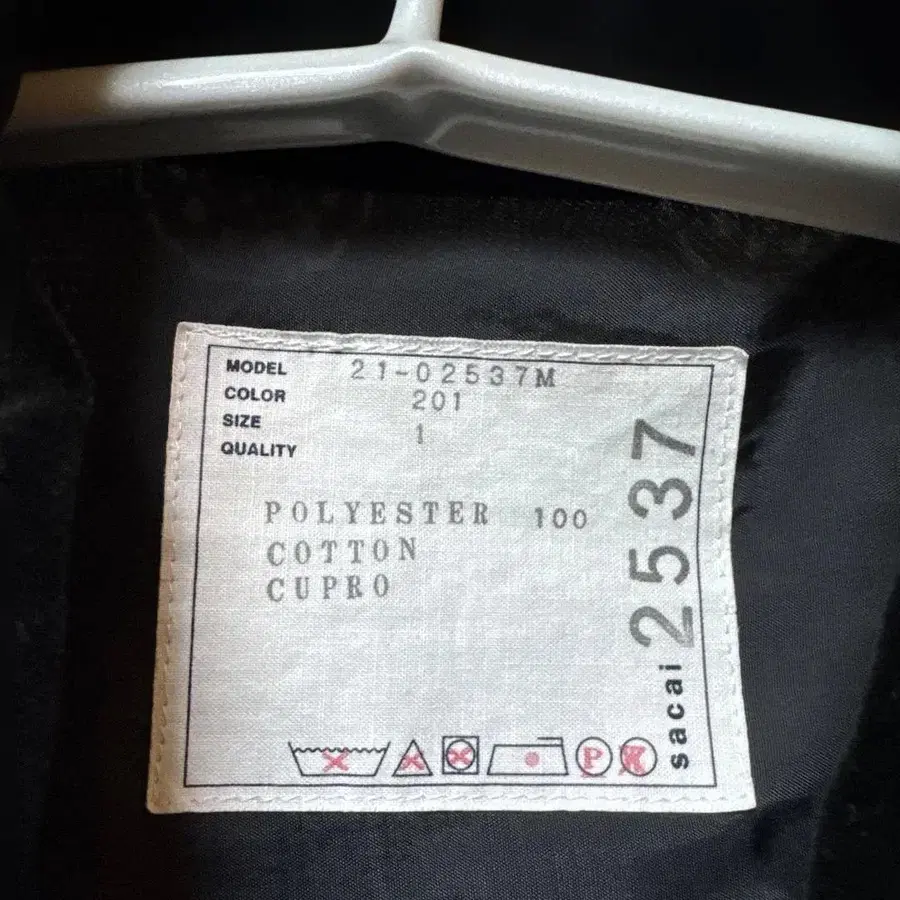 MODEL 21-02537M
COLOR 201
SIZE 1
QUALITY
POLYESTER 100
COTTON
CUPRO
sacai 2537
P W